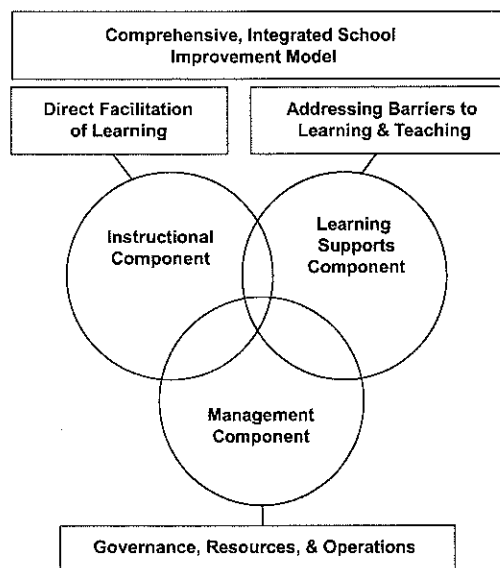 Comprehensive, Integrated School
Improvement Model
Direct Facilitation
of Learning
Addressing Barriers to
Learning & Teaching
Instructional
Component
Learning
Supports
Component
Management
Component
Governance, Resources, & Operations